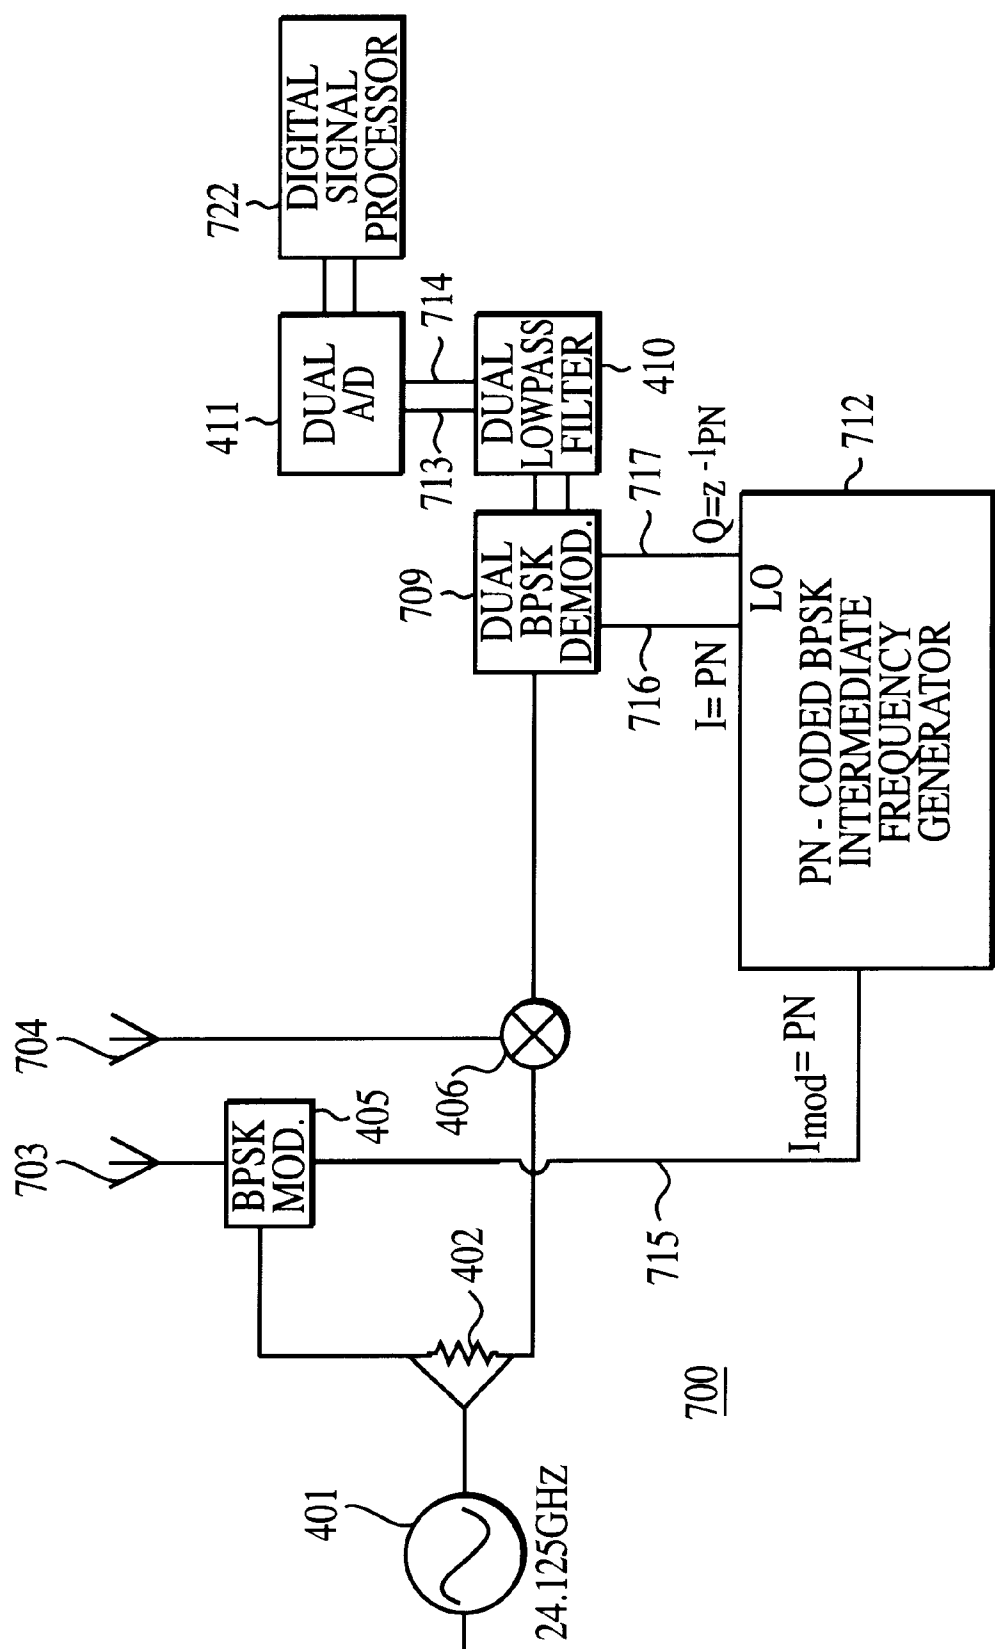 401
24.125GHZ
402
703
704
BPSK
MOD.
405
406
715
I_mod = PN
700
709
DUAL
BPSK
DEMOD.
716
717
I = PN
Q=z^-1PN
LO
PN - CODED BPSK
INTERMEDIATE
FREQUENCY
GENERATOR
712
DUAL
LOWPASS
FILTER
410
713
714
411
DUAL
A/D
722
DIGITAL
SIGNAL
PROCESSOR